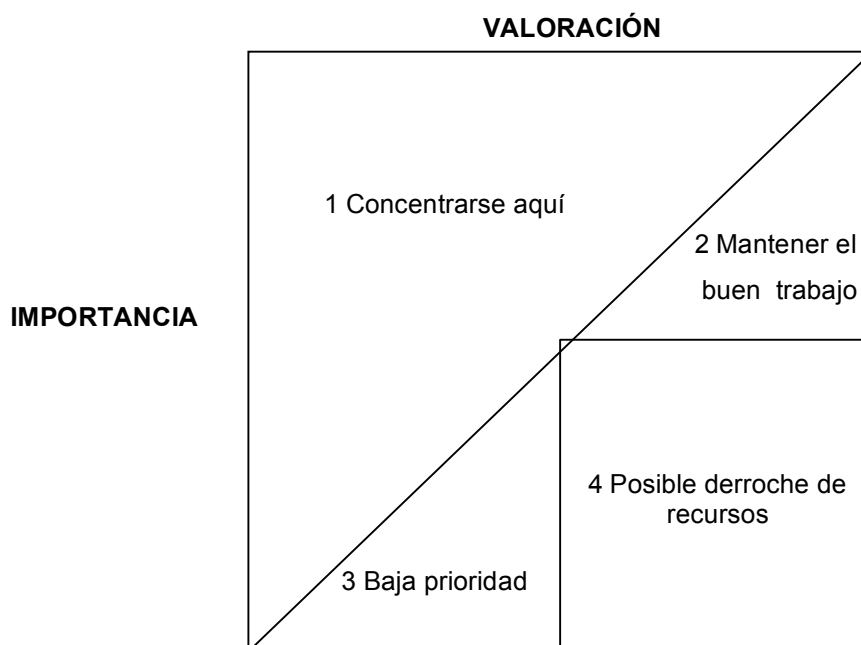 VALORACIÓN
1 Concentrarse aquí
2 Mantener el
buen trabajo
IMPORTANCIA
4 Posible derroche de
recursos
3 Baja prioridad